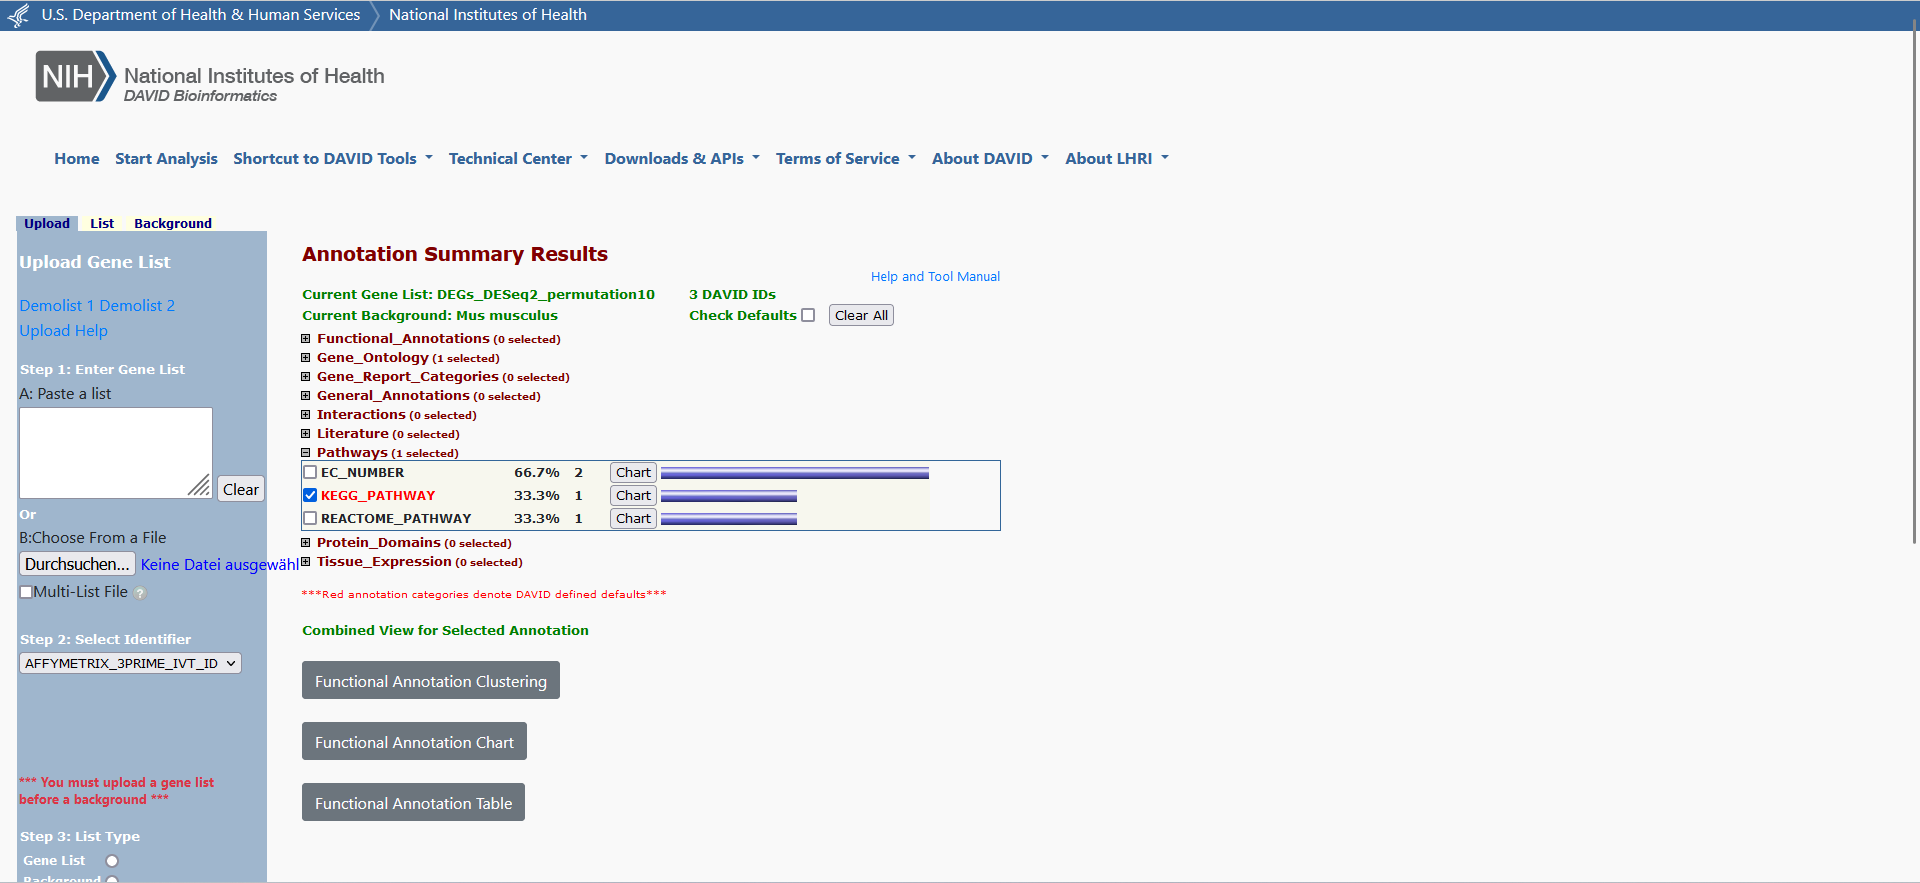 U.S. Department of Health & Human Services National Institutes of Health
NIH National Institutes of Health
DAVID Bioinformatics
Home Start Analysis Shortcut to DAVID Tools Technical Center Downloads & APIs Terms of Service About DAVID About LHRI
Upload List Background
Upload Gene List
Demolist 1 Demolist 2
Upload Help
Step 1: Enter Gene List
A: Paste a list
Clear
Or
B:Choose From a File
Durchsuchen... Keine Datei ausgewähl
Multi-List File ?
Step 2: Select Identifier
AFFYMETRIX_3PRIME_IVT_ID
*** You must upload a gene list
before a background ***
Step 3: List Type
Gene List
Background
Annotation Summary Results
Help and Tool Manual
Current Gene List: DEGs_DESeq2_permutation10 3 DAVID IDs
Current Background: Mus musculus Check Defaults Clear All
Functional_Annotations (0 selected)
Gene_Ontology (1 selected)
Gene_Report_Categories (0 selected)
General_Annotations (0 selected)
Interactions (0 selected)
Literature (0 selected)
Pathways (1 selected)
EC_NUMBER 66.7% 2 Chart
KEGG_PATHWAY 33.3% 1 Chart
REACTOME_PATHWAY 33.3% 1 Chart
Protein_Domains (0 selected)
Tissue_Expression (0 selected)
***Red annotation categories denote DAVID defined defaults***
Combined View for Selected Annotation
Functional Annotation Clustering
Functional Annotation Chart
Functional Annotation Table